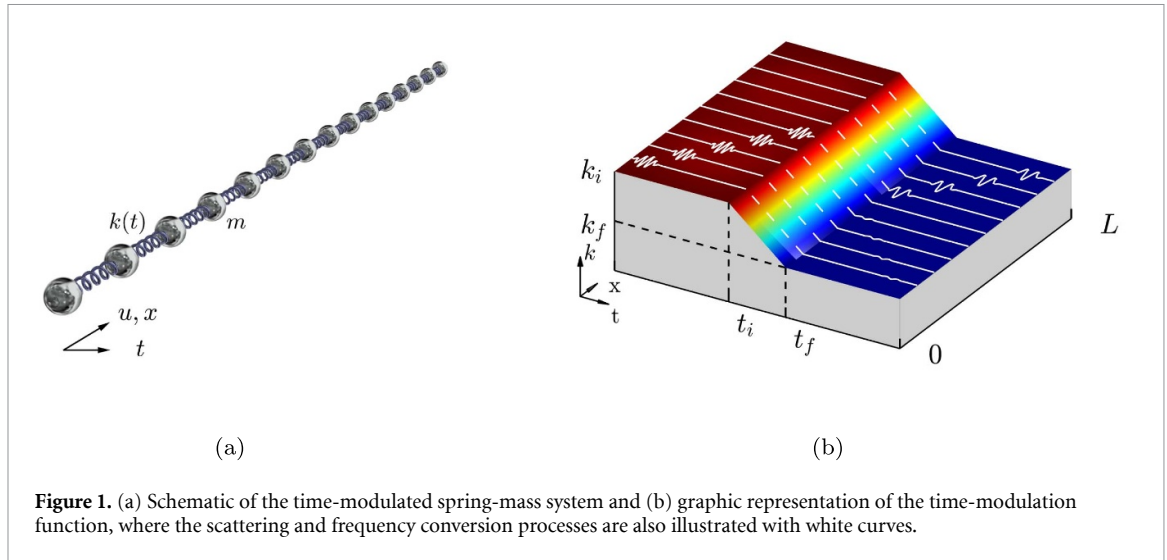 k(t)
m
u, x
t
(a)
k_i
k_f
k
x
t
t_i
t_f
0
L
(b)
Figure 1. (a) Schematic of the time-modulated spring-mass system and (b) graphic representation of the time-modulation
function, where the scattering and frequency conversion processes are also illustrated with white curves.